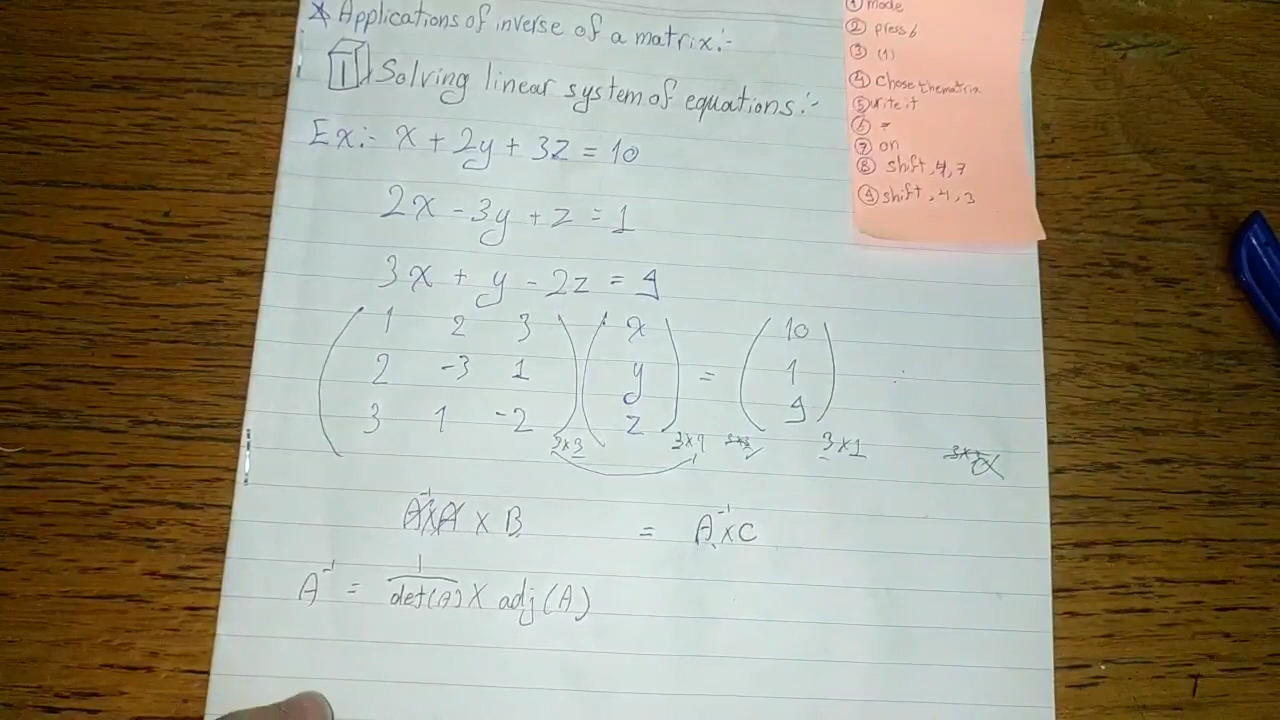 * Applications of inverse of a matrix:-
1 Solving linear system of equations:-
Ex:- x + 2y + 3z = 10
2x - 3y + z = 1
3x + y - 2z = 9
1 2 3 x = 10
2 -3 1 y 1
3 1 -2 z 9
3x3 3x1 3x1
A⁻¹xA x B = A⁻¹xC
A⁻¹ = 1/det(A) x adj(A)
① mode
② press 6
③ (1)
④ chose the matrix
⑤ write it
⑥ =
⑦ on
⑧ shift, 4, 7
⑨ shift, 4, 3